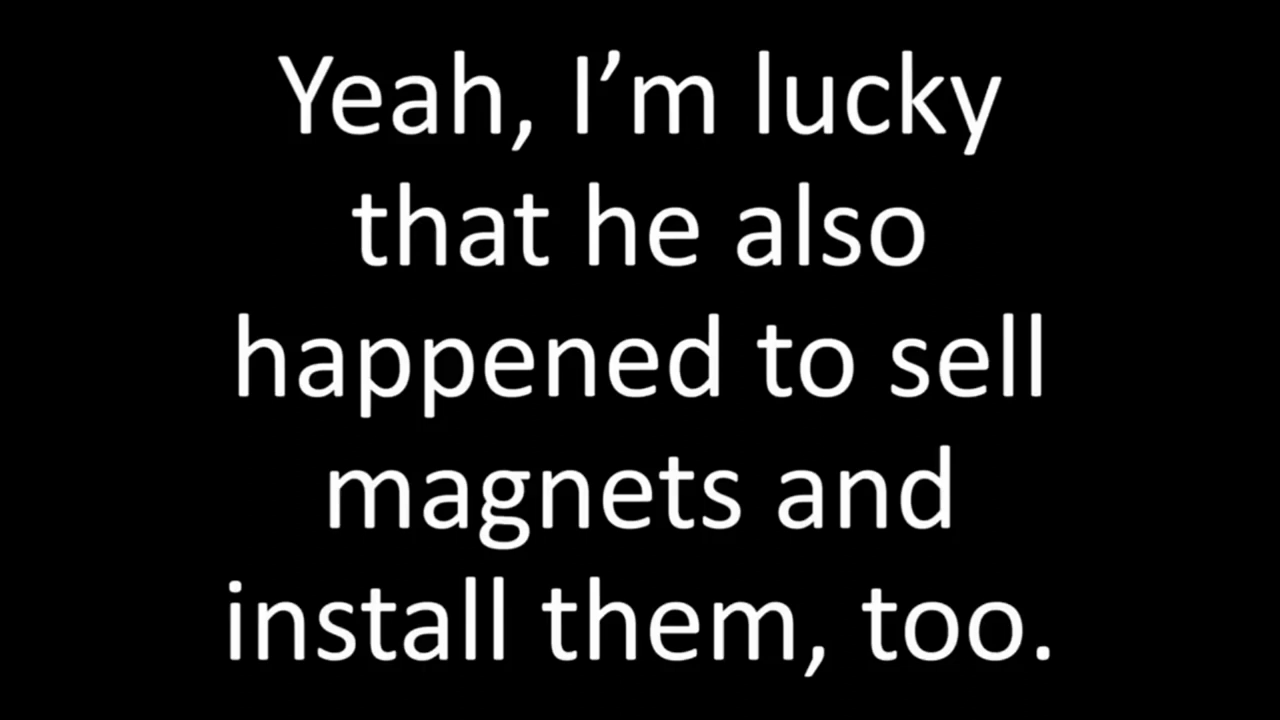 Yeah, I’m lucky
that he also
happened to sell
magnets and
install them, too.